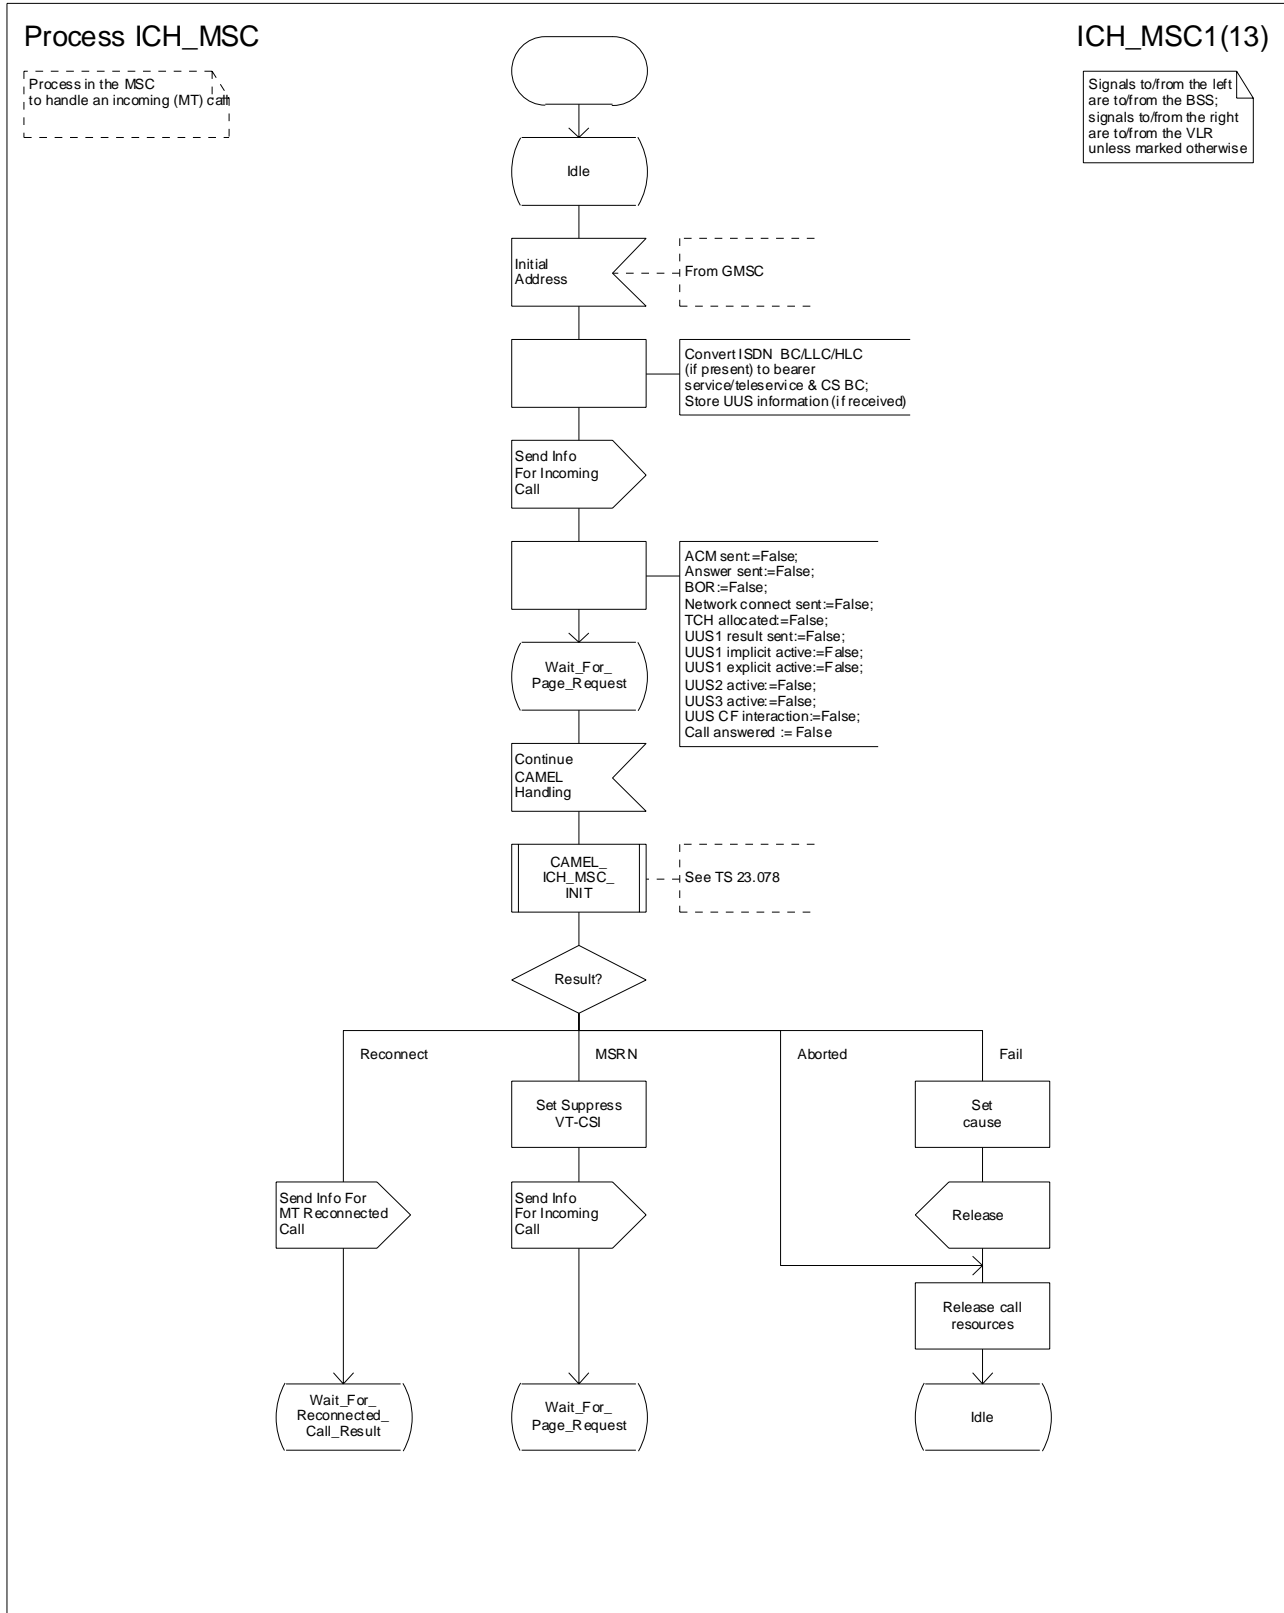 Process ICH_MSC
ICH_MSC1(13)
Process in the MSC
to handle an incoming (MT) call
Signals to/from the left
are to/from the BSS;
signals to/from the right
are to/from the VLR
unless marked otherwise
Idle
Initial
Address
From GMSC
Convert ISDN BC/LLC/HLC
(if present) to bearer
service/teleservice & CS BC;
Store UUS information (if received)
Send Info
For Incoming
Call
ACM sent:=False;
Answer sent:=False;
BOR:=False;
Network connect sent:=False;
TCH allocated:=False;
UUS1 result sent:=False;
UUS1 implicit active:=False;
UUS1 explicit active:=False;
UUS2 active:=False;
UUS3 active:=False;
UUS CF interaction:=False;
Call answered := False
Wait_For_
Page_Request
Continue
CAMEL
Handling
CAMEL_
ICH_MSC_
INIT
See TS 23.078
Result?
Reconnect
MSRN
Aborted
Fail
Set Suppress
VT-CSI
Set
cause
Send Info For
MT Reconnected
Call
Send Info
For Incoming
Call
Release
Release call
resources
Wait_For_
Reconnected_
Call_Result
Wait_For_
Page_Request
Idle